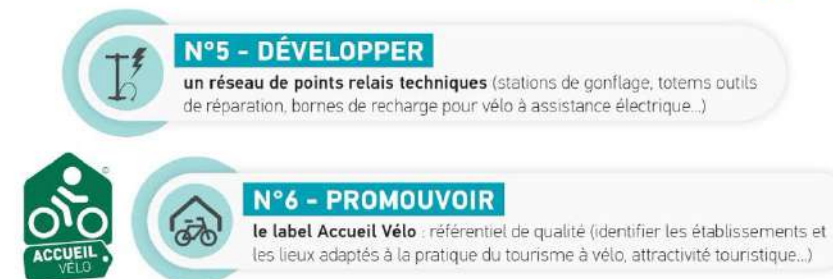 N°5 - DÉVELOPPER
un réseau de points relais techniques (stations de gonflage, totems outils
de réparation, bornes de recharge pour vélo à assistance électrique...)
N°6 - PROMOUVOIR
le label Accueil Vélo : référentiel de qualité (identifier les établissements et
les lieux adaptés à la pratique du tourisme à vélo, attractivité touristique...)
ACCUEIL
VÉLO
©